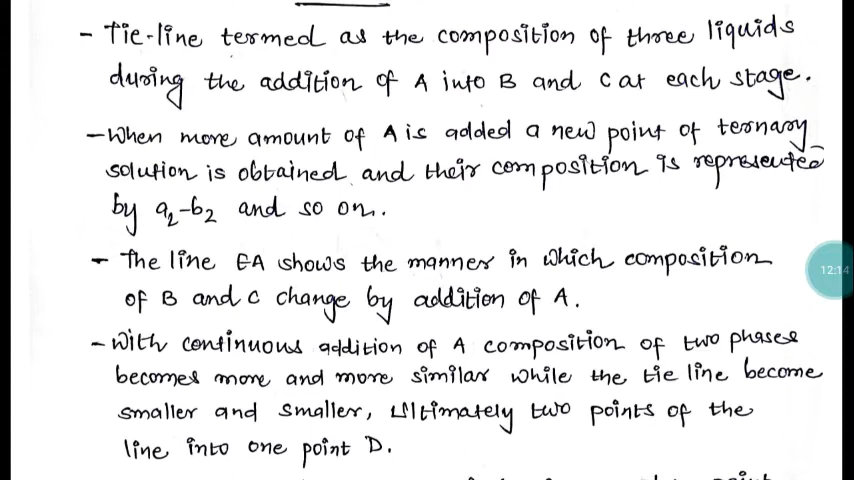 - Tie-line termed as the composition of three liquids
during the addition of A into B and C at each stage.
- When more amount of A is added a new point of ternary
solution is obtained and their composition is represented
by a2-b2 and so on.
- The line EA shows the manner in which composition
of B and C change by addition of A.
12:14
- With continuous addition of A composition of two phases
becomes more and more similar while the tie line become
smaller and smaller, Ultimately two points of the
line into one point D.